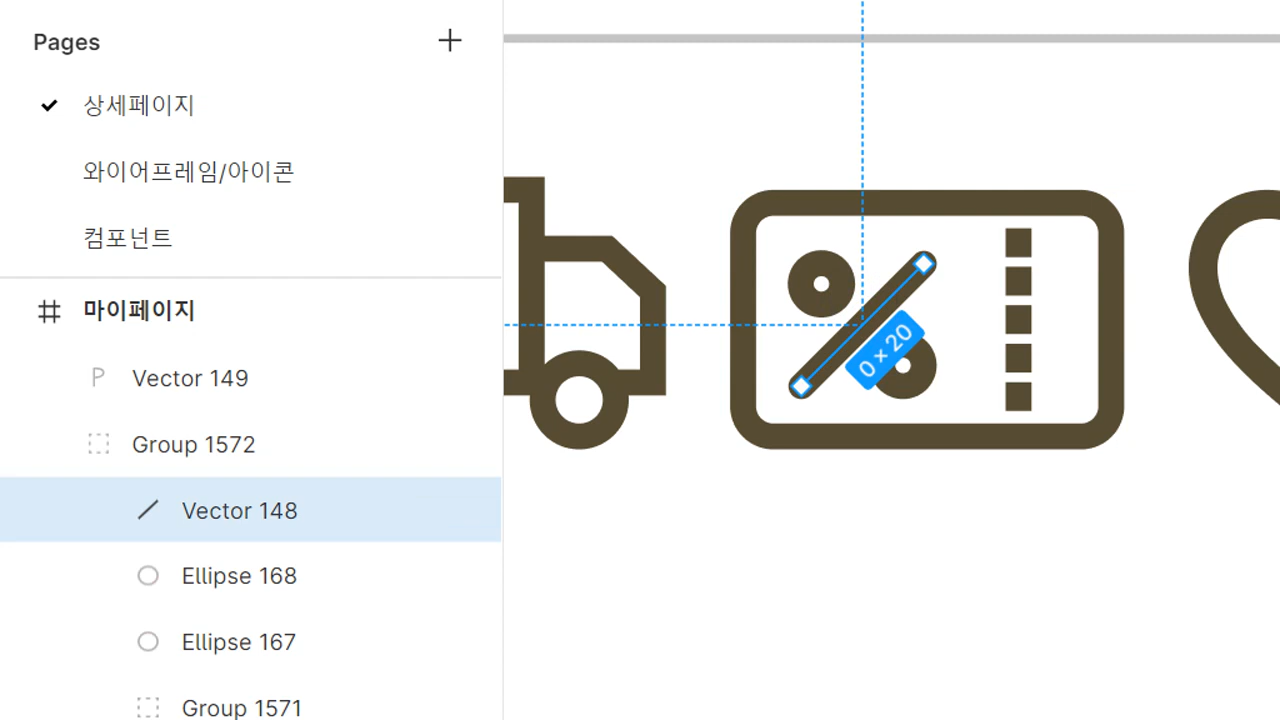 Pages
상세페이지
와이어프레임/아이콘
컴포넌트
마이페이지
Vector 149
Group 1572
Vector 148
Ellipse 168
Ellipse 167
Group 1571
0 × 20